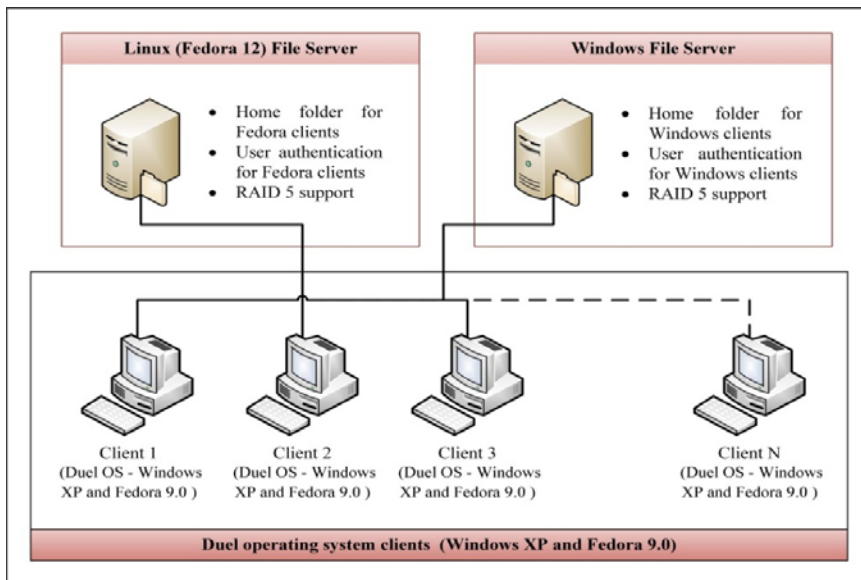 Linux (Fedora 12) File Server
• Home folder for
Fedora clients
• User authentication
for Fedora clients
• RAID 5 support
Windows File Server
• Home folder for
Windows clients
• User authentication
for Windows clients
• RAID 5 support
Client 1
(Duel OS - Windows
XP and Fedora 9.0 )
Client 2
(Duel OS - Windows
XP and Fedora 9.0 )
Client 3
(Duel OS - Windows
XP and Fedora 9.0 )
Client N
(Duel OS - Windows
XP and Fedora 9.0 )
Duel operating system clients (Windows XP and Fedora 9.0)